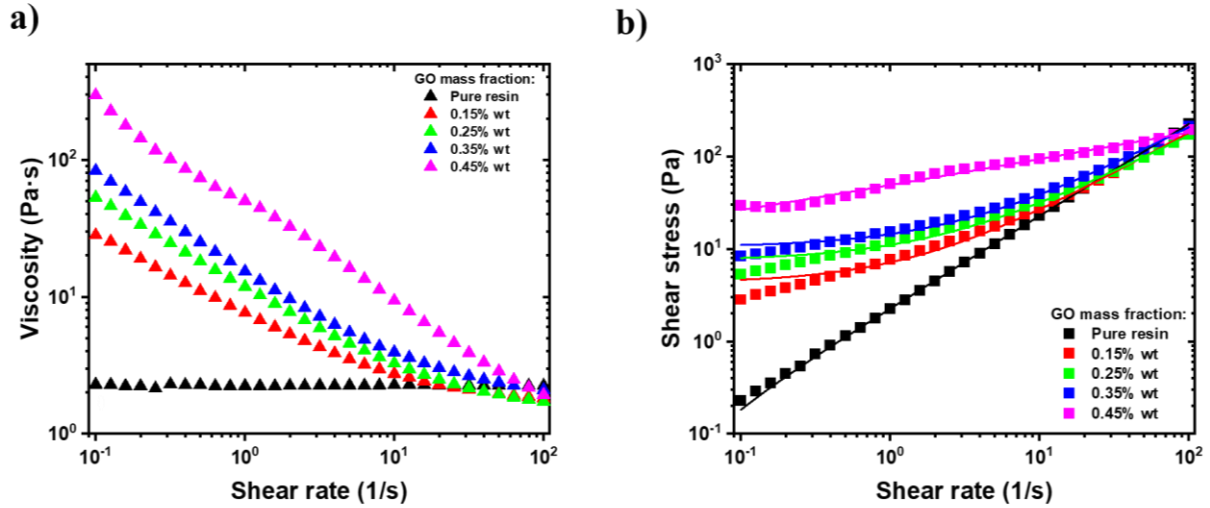 a)
Viscosity (Pa·s)
10²
10¹
10⁰
10⁻¹ 10⁰ 10¹ 10²
Shear rate (1/s)
GO mass fraction:
Pure resin
0.15% wt
0.25% wt
0.35% wt
0.45% wt
b)
Shear stress (Pa)
10³
10²
10¹
10⁰
10⁻¹
10⁻¹ 10⁰ 10¹ 10²
Shear rate (1/s)
GO mass fraction:
Pure resin
0.15% wt
0.25% wt
0.35% wt
0.45% wt